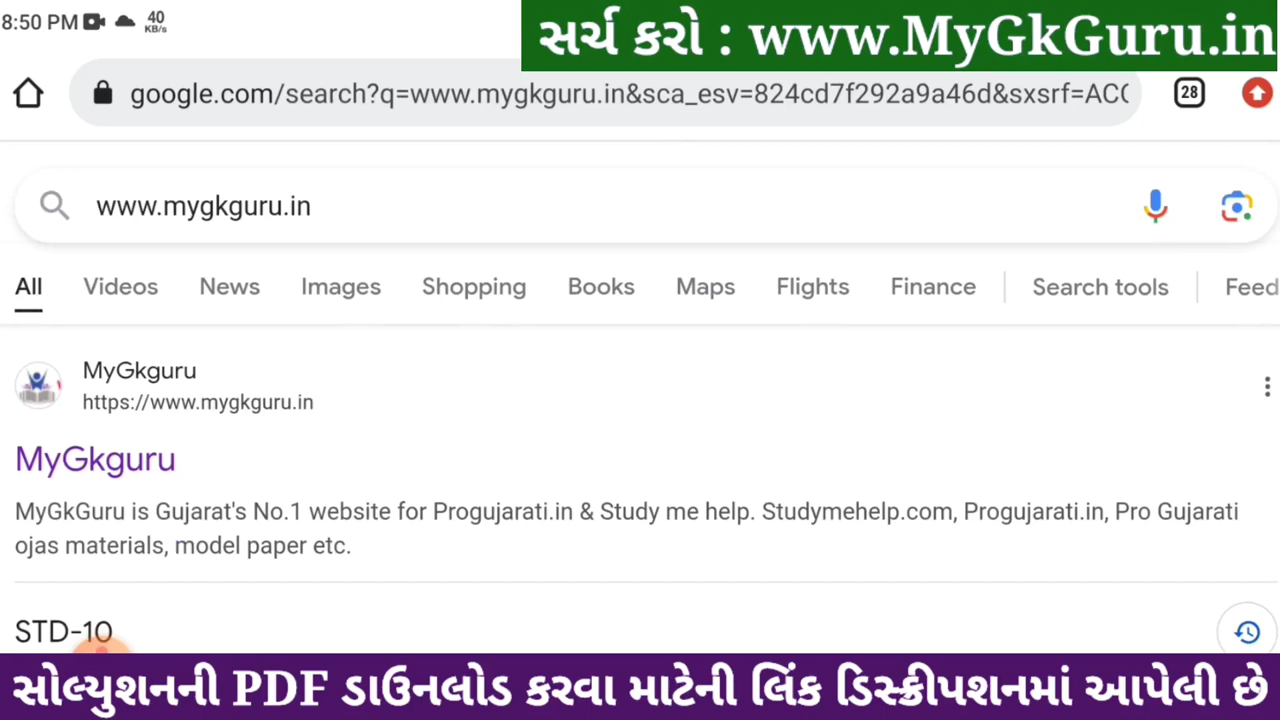 8:50 PM 40 KB/s
સર્ચ કરો : www.MyGkGuru.in
google.com/search?q=www.mygkguru.in&sca_esv=824cd7f292a9a46d&sxsrf=AC
28
www.mygkguru.in
All Videos News Images Shopping Books Maps Flights Finance Search tools Feed
MyGkguru
https://www.mygkguru.in
MyGkguru
MyGkGuru is Gujarat's No.1 website for Progujarati.in & Study me help. Studymehelp.com, Progujarati.in, Pro Gujarati
ojas materials, model paper etc.
STD-10
સોલ્યુશનની PDF ડાઉનલોડ કરવા માટેની લિંક ડિસ્ક્રીપશનમાં આપેલી છે